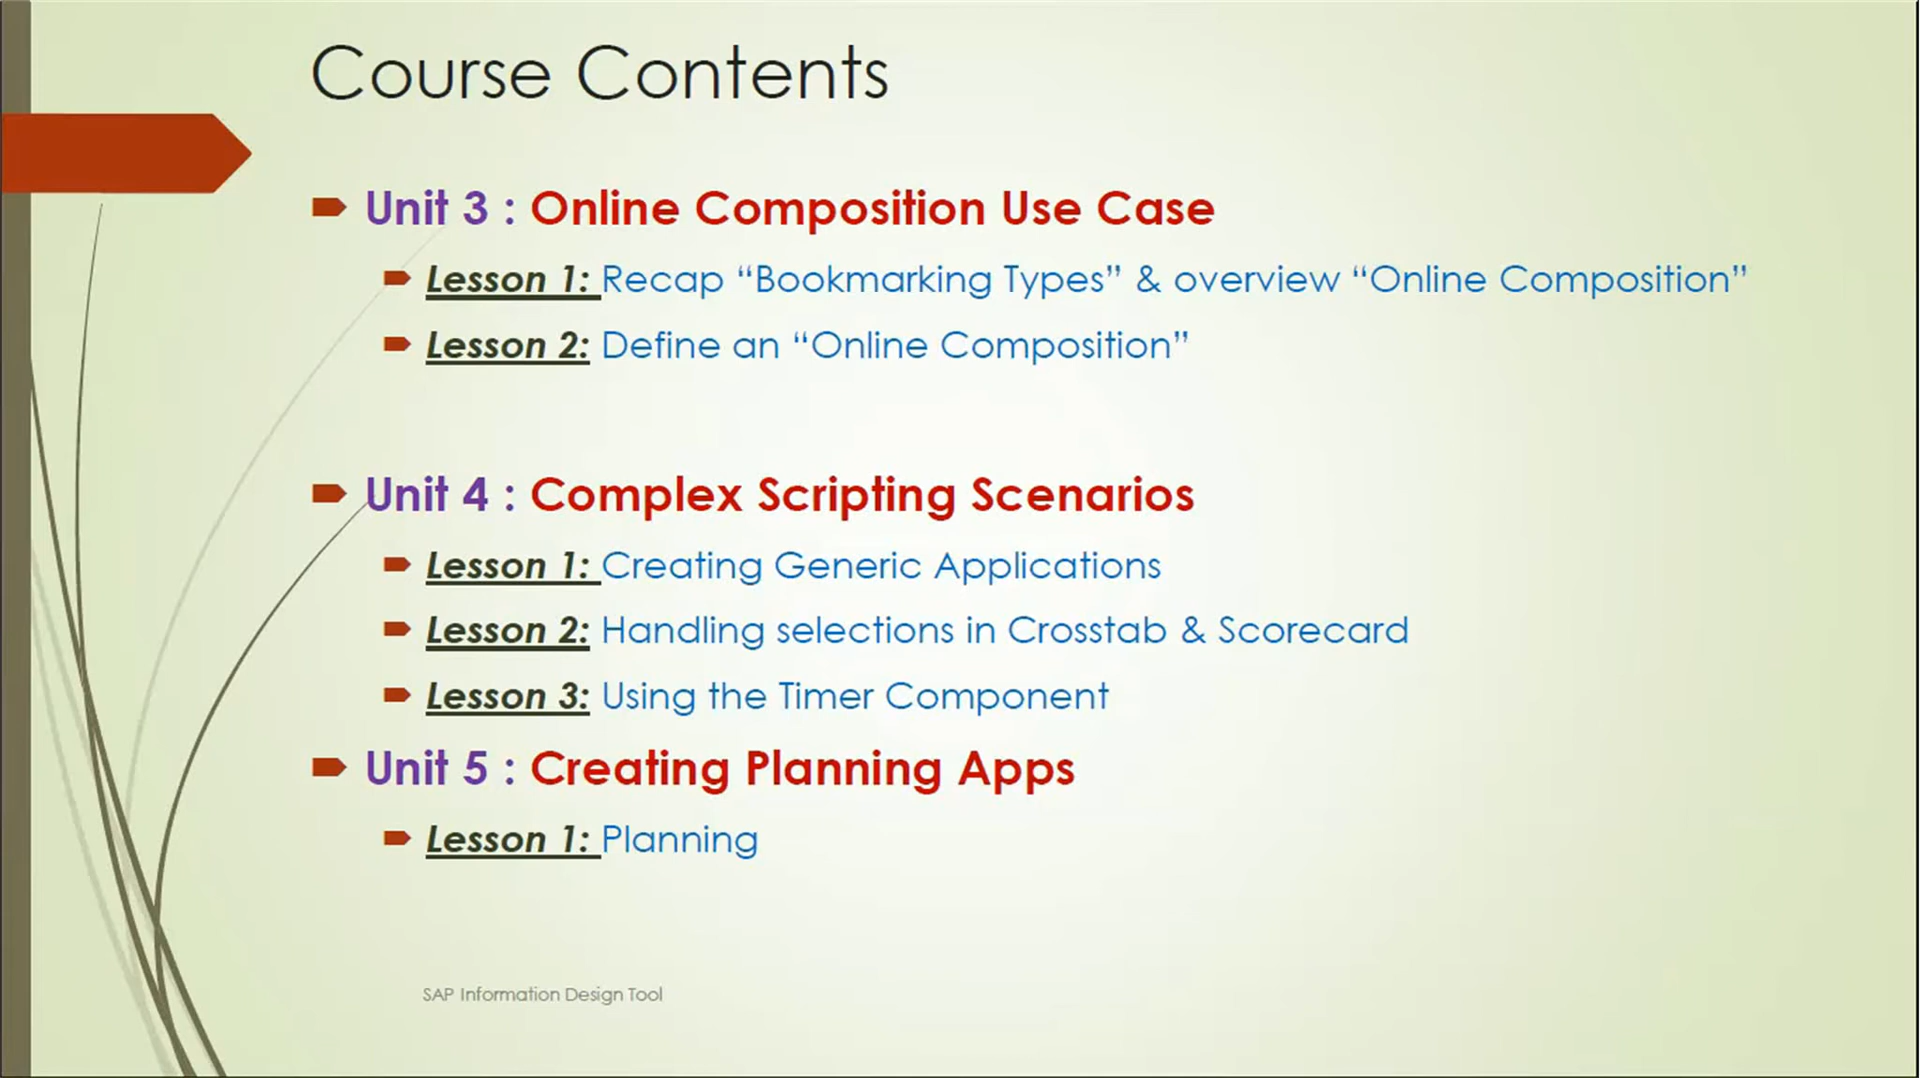 Course Contents
Unit 3 : Online Composition Use Case
Lesson 1: Recap “Bookmarking Types” & overview “Online Composition”
Lesson 2: Define an “Online Composition”
Unit 4 : Complex Scripting Scenarios
Lesson 1: Creating Generic Applications
Lesson 2: Handling selections in Crosstab & Scorecard
Lesson 3: Using the Timer Component
Unit 5 : Creating Planning Apps
Lesson 1: Planning
SAP Information Design Tool